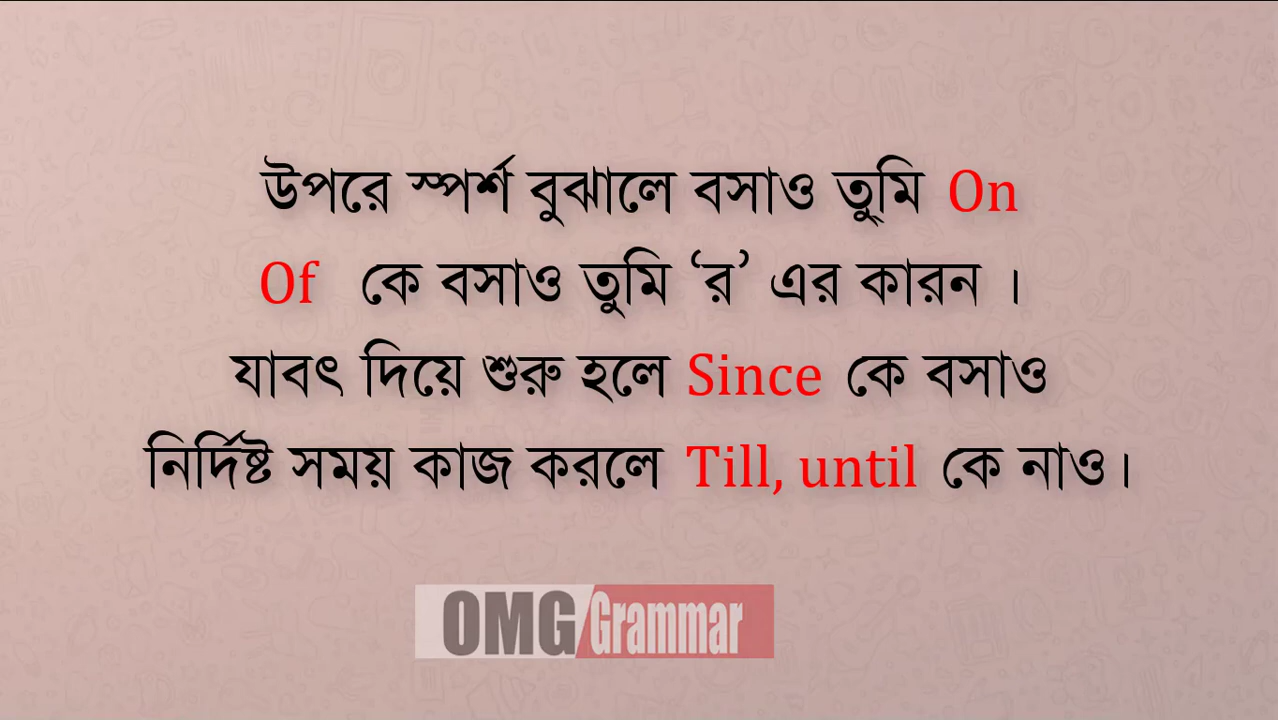 উপরে স্পর্শ বুঝালে বসাও তুমি On
Of কে বসাও তুমি ‘র’ এর কারন ।
যাবৎ দিয়ে শুরু হলে Since কে বসাও
নির্দিষ্ট সময় কাজ করলে Till, until কে নাও।
OMG Grammar